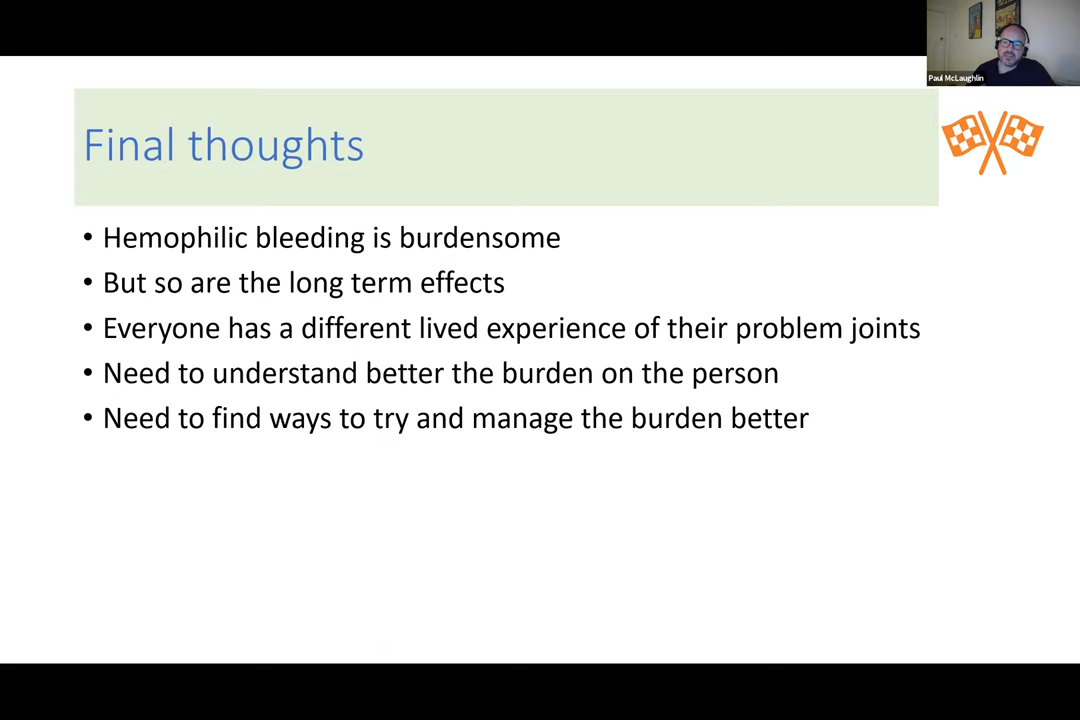 Paul McLaughlin
Final thoughts
• Hemophilic bleeding is burdensome
• But so are the long term effects
• Everyone has a different lived experience of their problem joints
• Need to understand better the burden on the person
• Need to find ways to try and manage the burden better